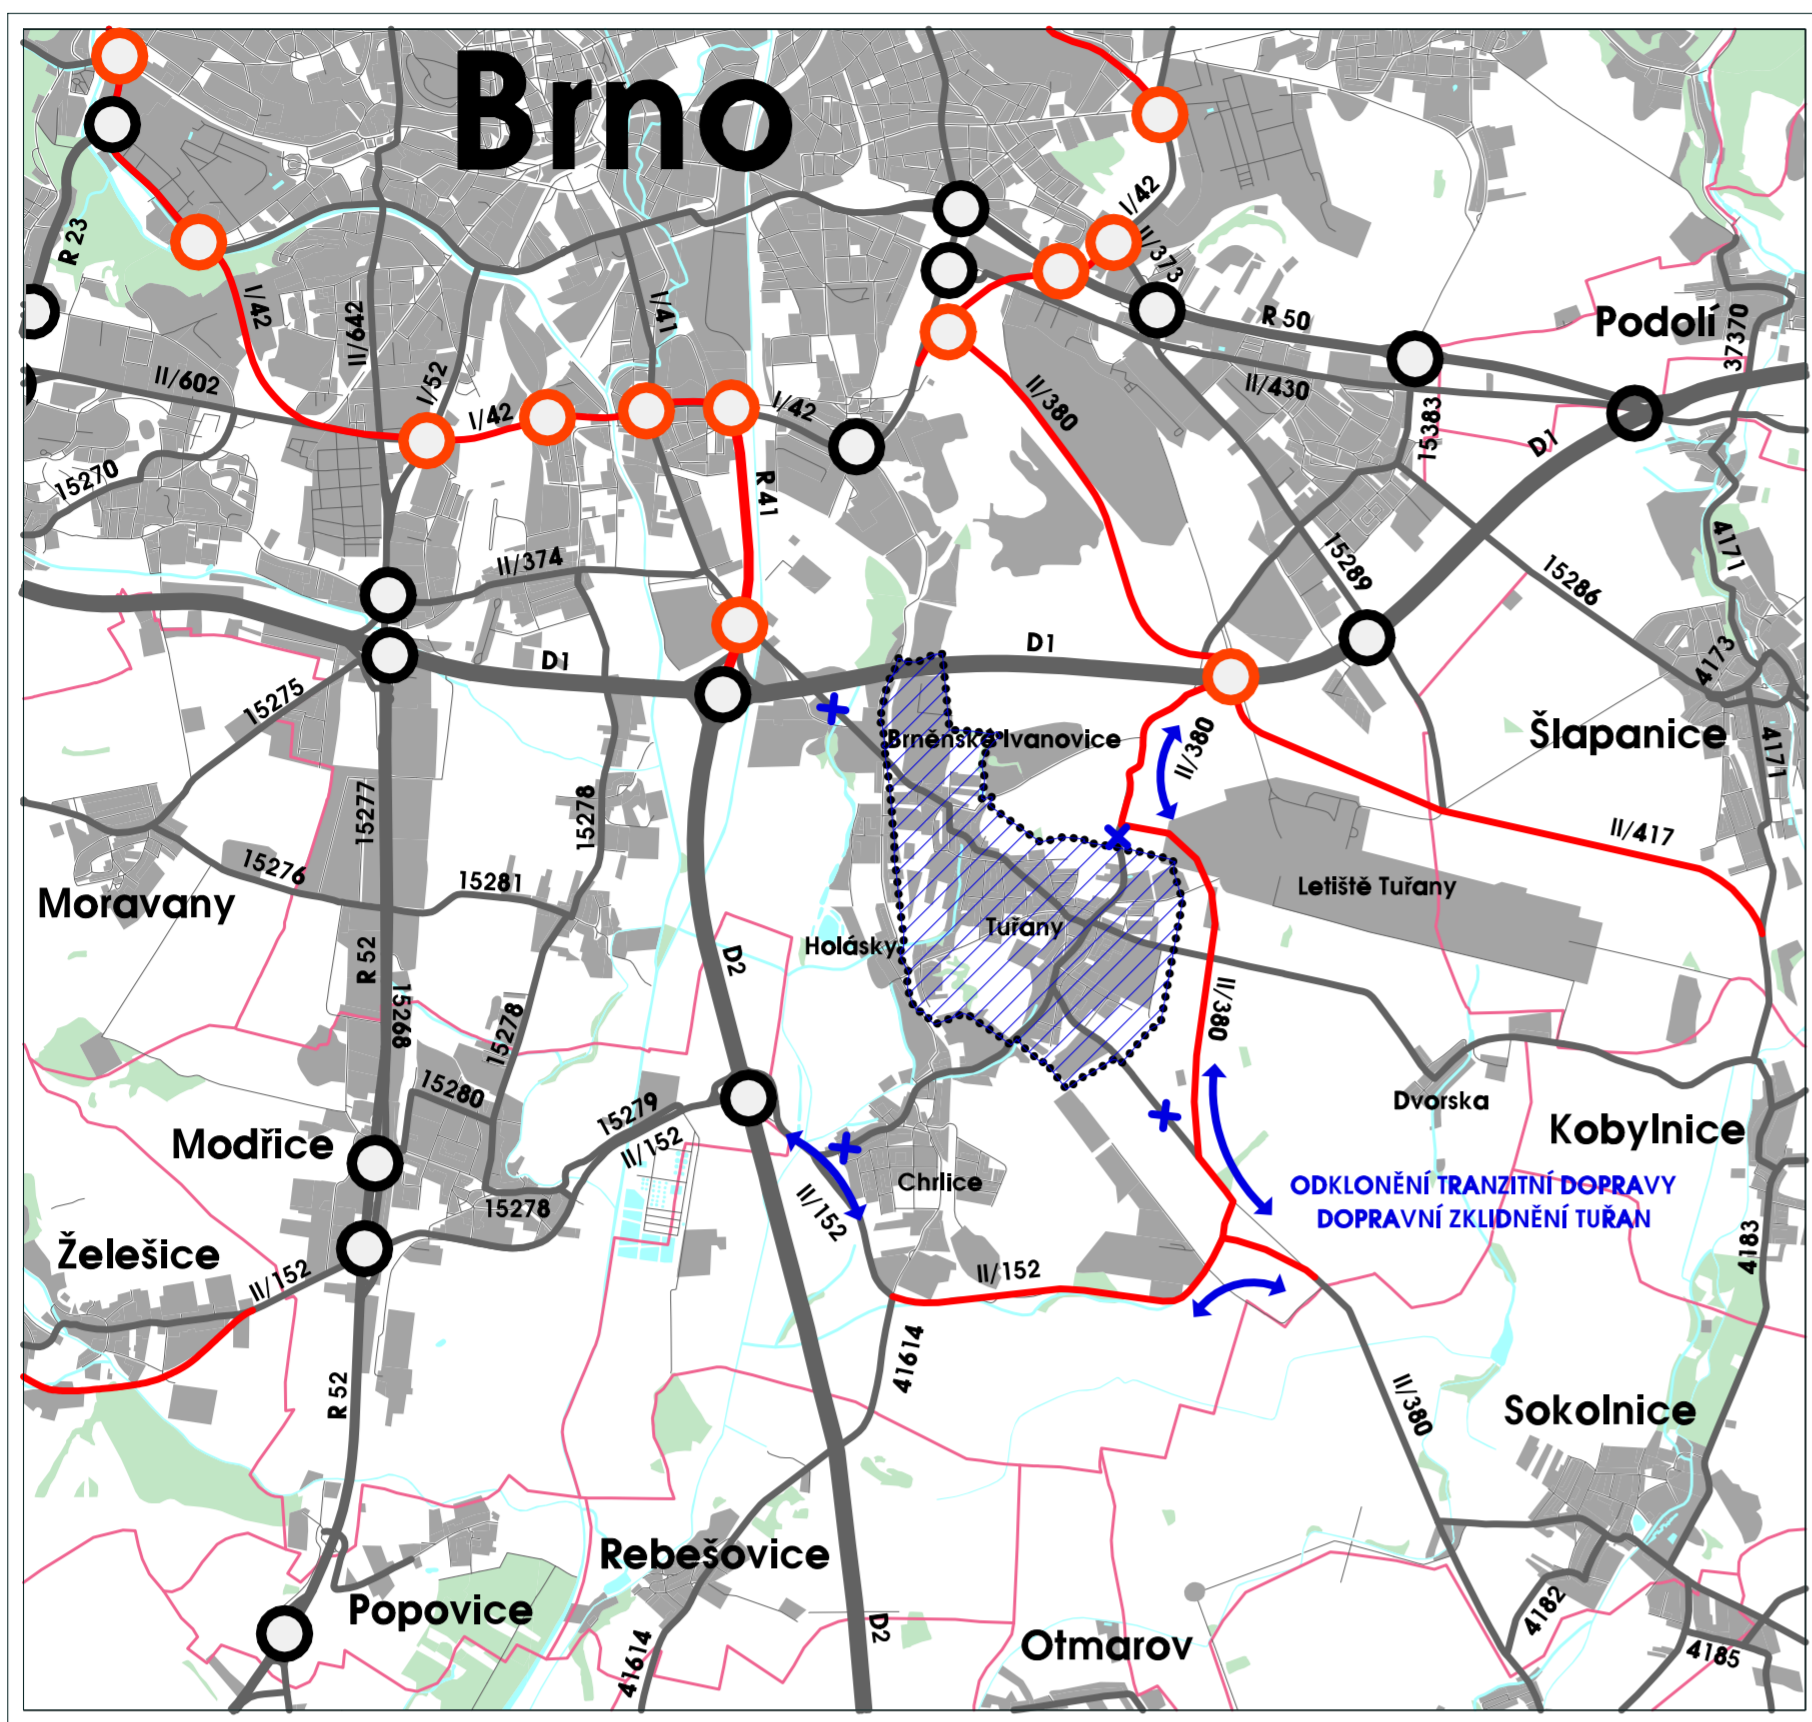 Brno
I/42
R 23
II/373
I/42
I/41
II/642
R 50
Podolí
37370
I/52
II/602
II/380
II/430
I/42
I/42
15383
D1
15270
R41
4171
II/374
15289
15286
D1
D1
4173
15275
II/380
Brněnské Ivanovice
Šlapanice
4171
15277
15278
II/417
15276
15281
Letiště Tuřany
Moravany
Tuřany
Holásky
R 52
D2
15268
II/380
15278
15280
15279
Dvorska
Kobylnice
Modřice
II/152
Chrlice
ODKLONĚNÍ TRANZITNÍ DOPRAVY
DOPRAVNÍ ZKLIDNĚNÍ TUŘAN
15278
II/152
Želešice
4183
II/152
II/152
41614
R 52
II/380
Sokolnice
Rebešovice
Popovice
4182
D2
Otmarov
4185
41614